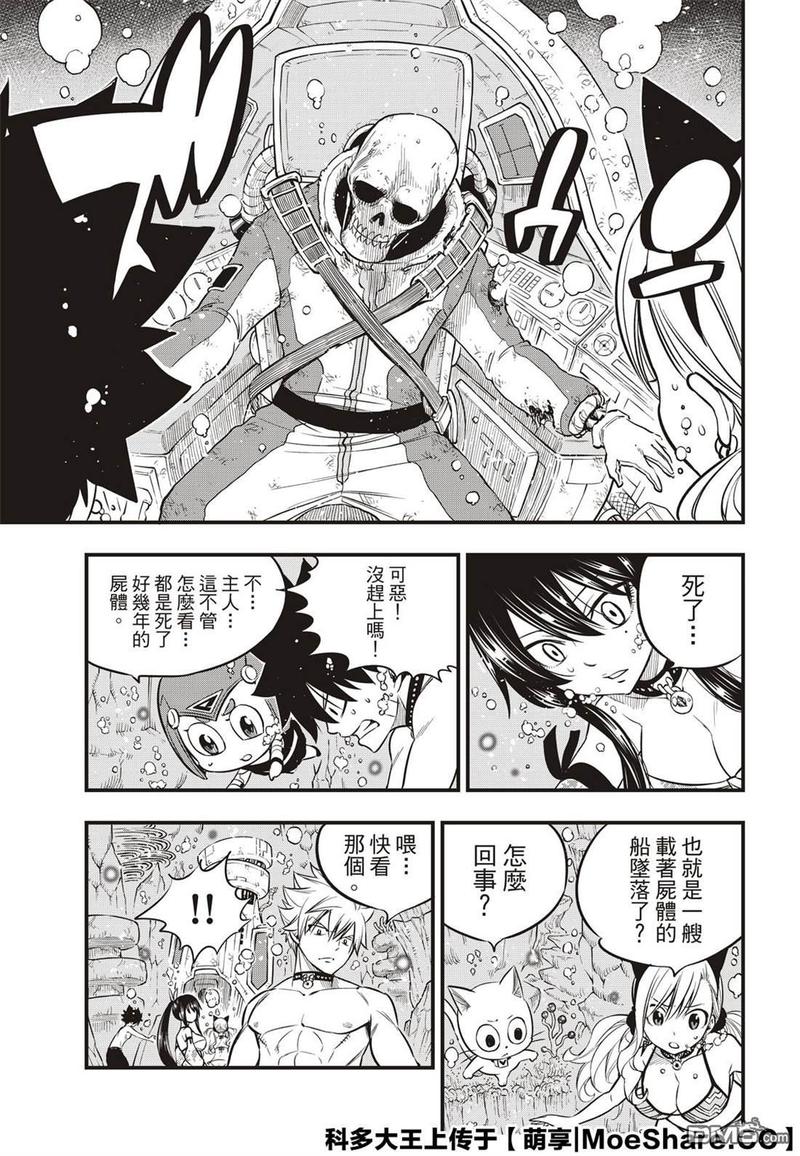 ウ
！
死了…
可惡！
沒趕上嗎！
不…
主人…
這不管
怎麼看…
都是死了
好幾年的
屍體。
也就是一艘
載著屍體的
船墜落了？
怎麼
回事？
喂…
快看
那個。
!!
科多大王上传于【萌享|MoeShare.CC】